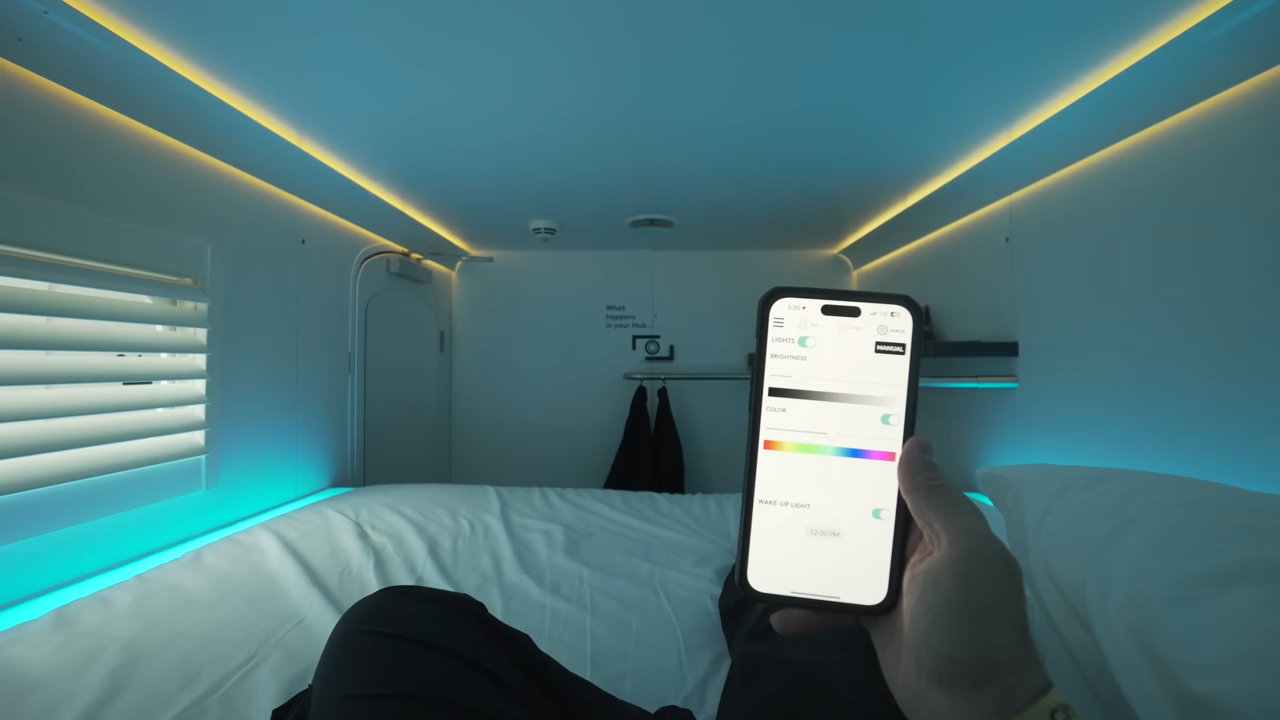 What
happens
in your Hub.
LIGHTS
MANUAL
BRIGHTNESS
COLOR
WAKE-UP LIGHT
12:00 PM